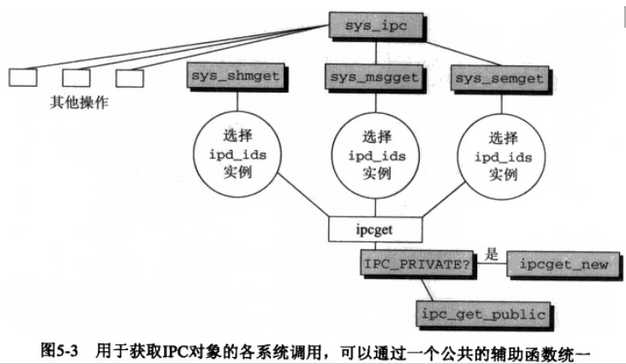 sys_ipc
sys_shmget
sys_msgget
sys_semget
其他操作
选择
ipd_ids
实例
选择
ipd_ids
实例
选择
ipd_ids
实例
ipcget
IPC_PRIVATE?
是
ipcget_new
ipc_get_public
图5-3 用于获取IPC对象的各系统调用，可以通过一个公共的辅助函数统一